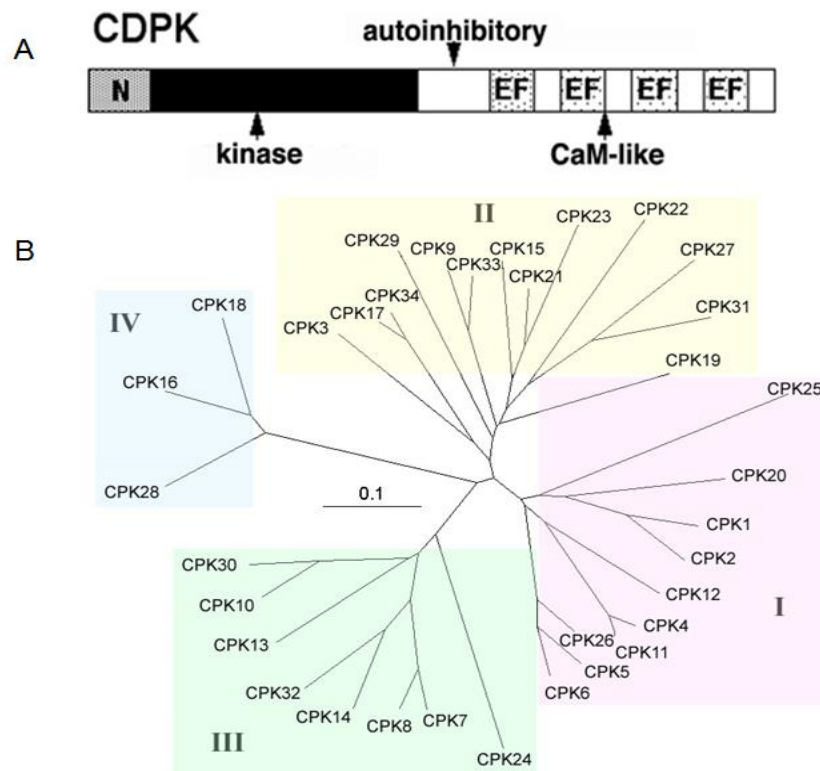 A
CDPK
autoinhibitory
N
EF EF EF EF
kinase
CaM-like
B
II
CPK23
CPK22
CPK29
CPK9
CPK15
CPK33
CPK27
CPK21
CPK34
CPK17
CPK31
CPK3
IV
CPK18
CPK16
CPK28
CPK19
CPK25
CPK20
CPK1
CPK2
CPK12
I
CPK4
CPK26
CPK11
CPK5
CPK6
0.1
CPK30
CPK10
CPK13
CPK32
CPK14
CPK8
CPK7
CPK24
III